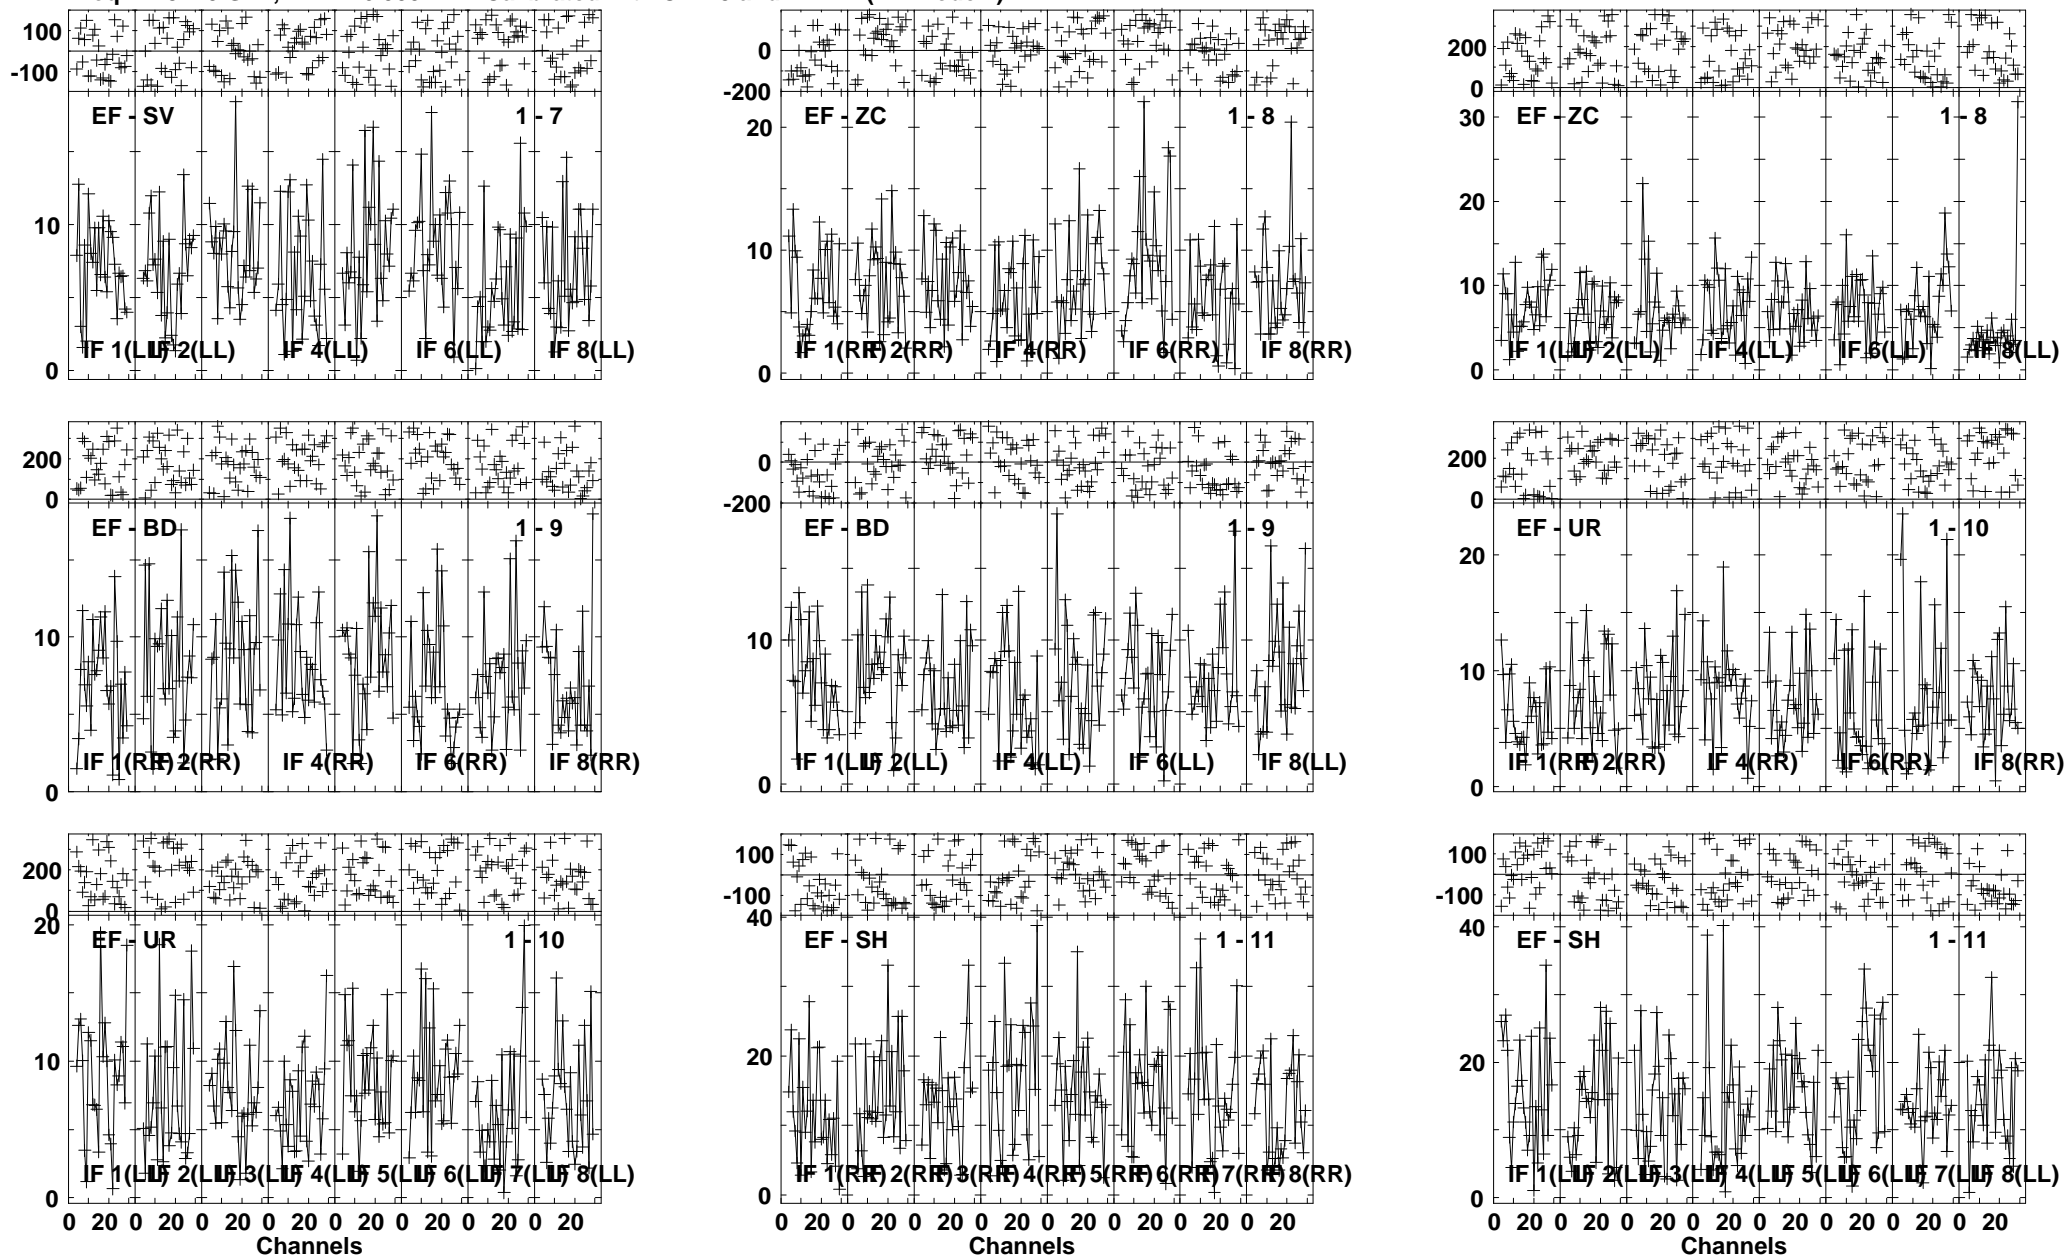 100
-100
EF - SV 1 - 7
10
0
IF 1(LL) IF 2(LL) IF 4(LL) IF 6(LL) IF 8(LL)
0
-200
EF - ZC 1 - 8
20
10
0
IF 1(RR) IF 2(RR) IF 4(RR) IF 6(RR) IF 8(RR)
200
0
EF - ZC 1 - 8
30
20
10
0
IF 1(LL) IF 2(LL) IF 4(LL) IF 6(LL) IF 8(LL)
200
0
EF - BD 1 - 9
10
0
IF 1(RR) IF 2(RR) IF 4(RR) IF 6(RR) IF 8(RR)
0
-200
EF - BD 1 - 9
10
0
IF 1(LL) IF 2(LL) IF 4(LL) IF 6(LL) IF 8(LL)
200
0
EF - UR 1 - 10
20
10
0
IF 1(RR) IF 2(RR) IF 4(RR) IF 6(RR) IF 8(RR)
200
0
20
EF - UR 1 - 10
10
0
IF 1(LL) IF 2(LL) IF 3(LL) IF 4(LL) IF 5(LL) IF 6(LL) IF 7(LL) IF 8(LL)
0 20 0 20 0 20 0 20 0 20 0 20 0 20 0 20
Channels
100
-100
40
EF - SH 1 - 11
20
0
IF 1(RR) IF 2(RR) IF 3(RR) IF 4(RR) IF 5(RR) IF 6(RR) IF 7(RR) IF 8(RR)
0 20 0 20 0 20 0 20 0 20 0 20 0 20 0 20
Channels
100
-100
40
EF - SH 1 - 11
20
0
IF 1(LL) IF 2(LL) IF 3(LL) IF 4(LL) IF 5(LL) IF 6(LL) IF 7(LL) IF 8(LL)
0 20 0 20 0 20 0 20 0 20 0 20 0 20 0 20
Channels